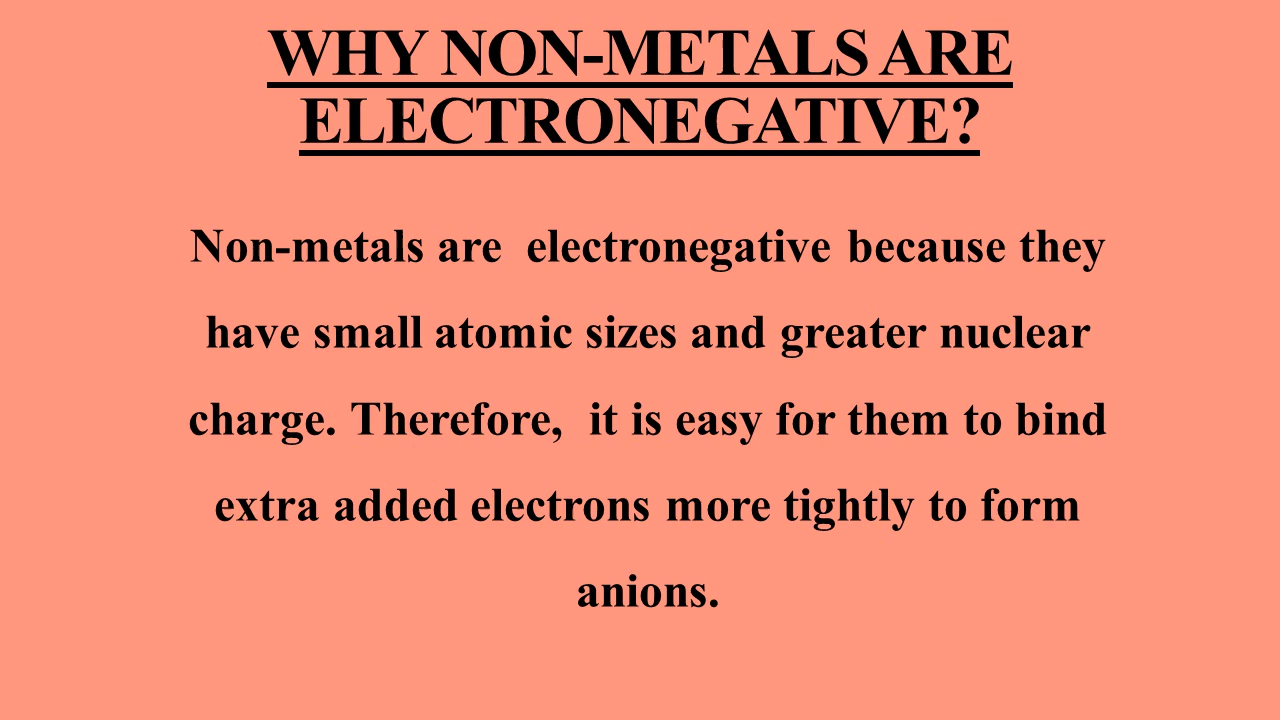 WHY NON-METALS ARE
ELECTRONEGATIVE?
Non-metals are  electronegative because they
have small atomic sizes and greater nuclear
charge. Therefore,  it is easy for them to bind
extra added electrons more tightly to form
anions.